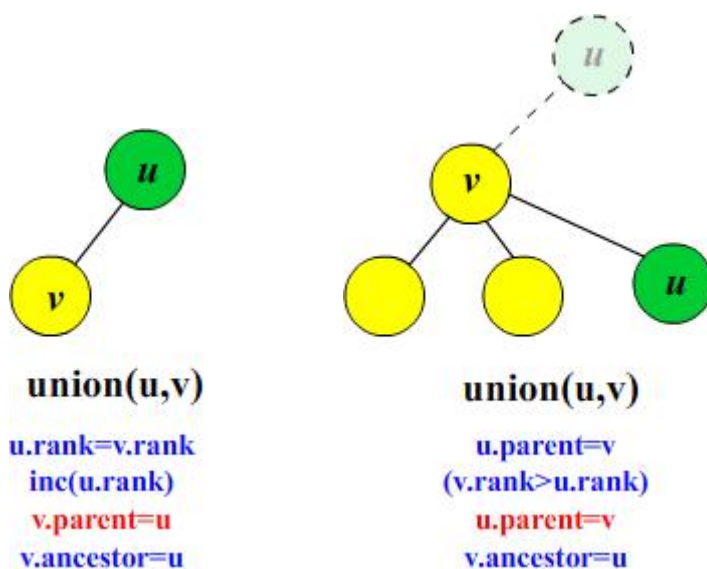 u
u
v
v
u
union(u,v)
u.rank=v.rank
inc(u.rank)
v.parent=u
v.ancestor=u
union(u,v)
u.parent=v
(v.rank>u.rank)
u.parent=v
v.ancestor=u